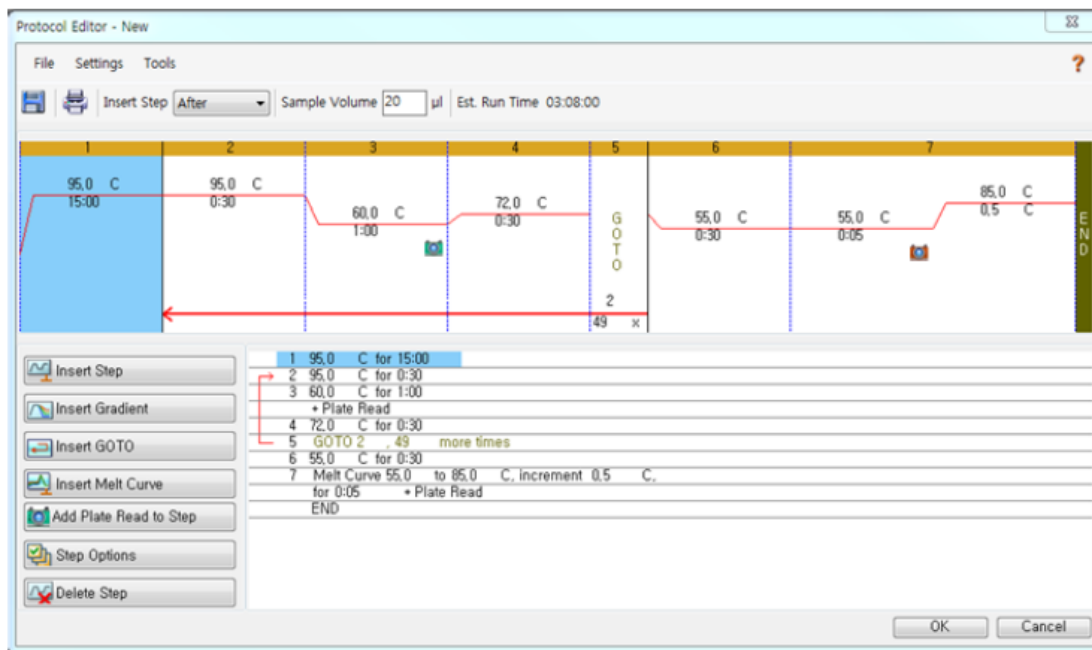 Protocol Editor - New
File Settings Tools ?
Insert Step After Sample Volume 20 µl Est. Run Time 03:08:00
1 2 3 4 5 6 7
95,0 C
15:00
95,0 C
0:30
60,0 C
1:00
72,0 C
0:30
GOTO
2
49 x
55,0 C
0:30
55,0 C
0:05
85,0 C
0,5 C
END
Insert Step
Insert Gradient
Insert GOTO
Insert Melt Curve
Add Plate Read to Step
Step Options
Delete Step
1 95,0 C for 15:00
2 95,0 C for 0:30
3 60,0 C for 1:00
+ Plate Read
4 72,0 C for 0:30
5 GOTO 2 , 49 more times
6 55,0 C for 0:30
7 Melt Curve 55,0 to 85,0 C, increment 0,5 C,
for 0:05 + Plate Read
END
OK Cancel